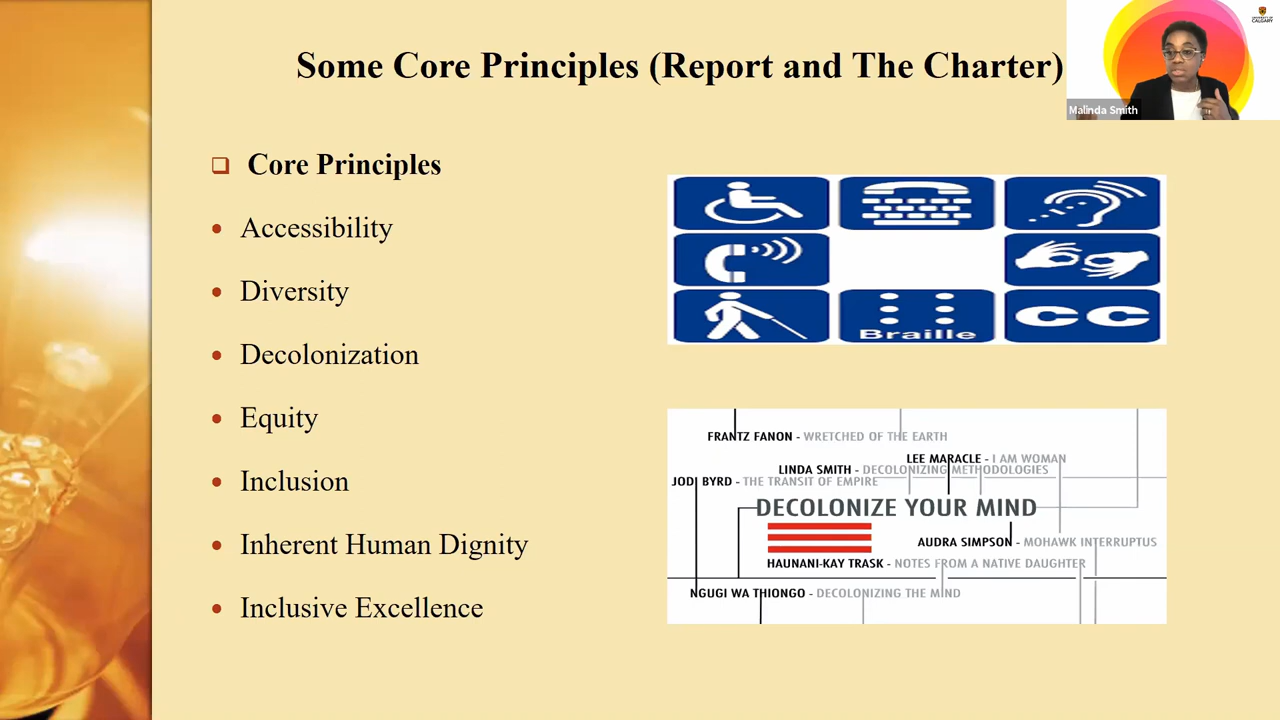 Some Core Principles (Report and The Charter)
UNIVERSITY OF
CALGARY
Malinda Smith
Core Principles
Accessibility
Diversity
Decolonization
Equity
Inclusion
Inherent Human Dignity
Inclusive Excellence
Braille
CC
FRANTZ FANON - WRETCHED OF THE EARTH
LEE MARACLE - I AM WOMAN
LINDA SMITH - DECOLONIZING METHODOLOGIES
JODI BYRD - THE TRANSIT OF EMPIRE
DECOLONIZE YOUR MIND
AUDRA SIMPSON - MOHAWK INTERRUPTUS
HAUNANI-KAY TRASK - NOTES FROM A NATIVE DAUGHTER
NGUGI WA THIONGO - DECOLONIZING THE MIND